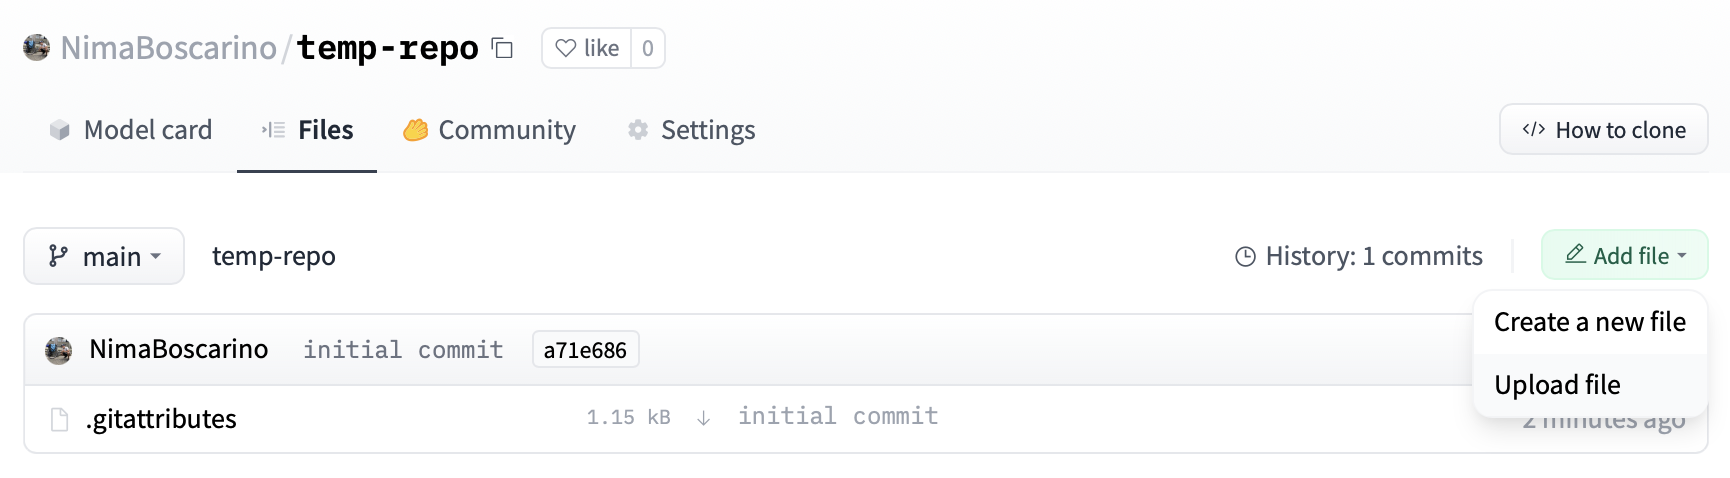 NimaBoscarino/temp-repo like 0
Model card Files Community Settings </> How to clone
main temp-repo History: 1 commits Add file
Create a new file
NimaBoscarino initial commit a71e686
Upload file
.gitattributes 1.15 kB ↓ initial commit 2 minutes ago